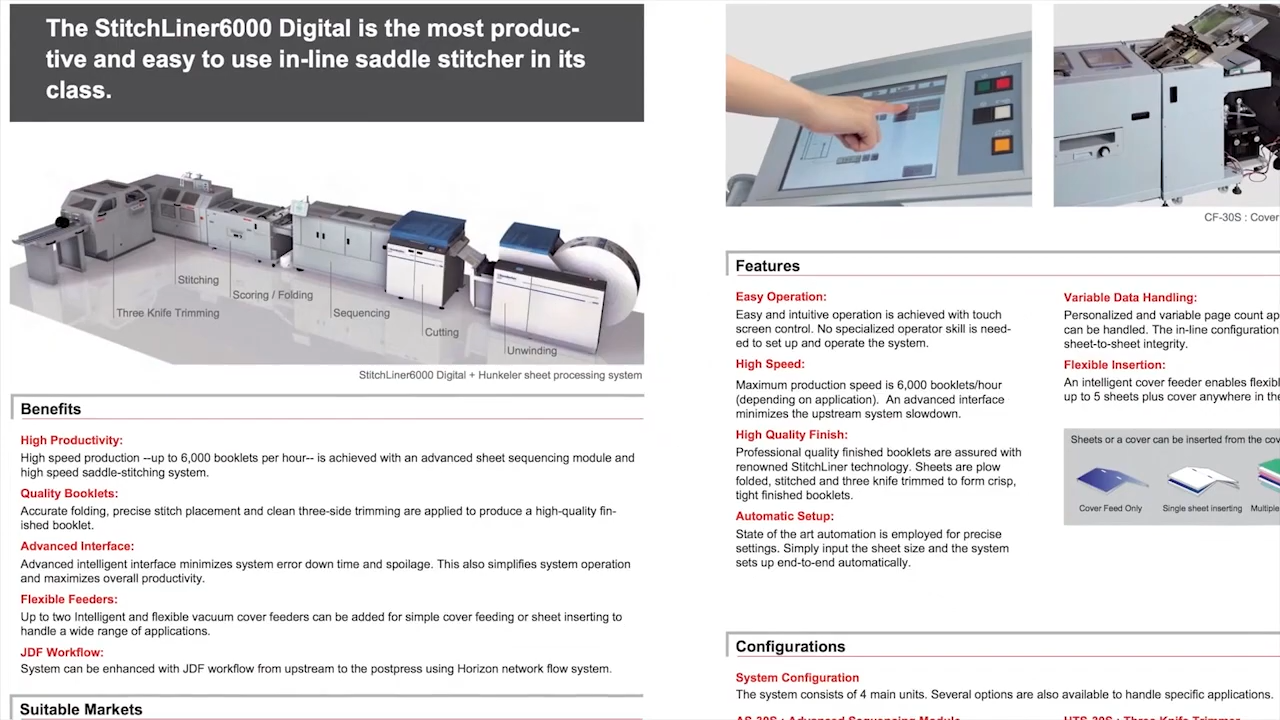 The StitchLiner6000 Digital is the most produc-
tive and easy to use in-line saddle stitcher in its
class.
Stitching
Scoring / Folding
Three Knife Trimming
Sequencing
Cutting
Unwinding
StitchLiner6000 Digital + Hunkeler sheet processing system
Benefits
High Productivity:
High speed production --up to 6,000 booklets per hour-- is achieved with an advanced sheet sequencing module and
high speed saddle-stitching system.
Quality Booklets:
Accurate folding, precise stitch placement and clean three-side trimming are applied to produce a high-quality fin-
ished booklet.
Advanced Interface:
Advanced intelligent interface minimizes system error down time and spoilage. This also simplifies system operation
and maximizes overall productivity.
Flexible Feeders:
Up to two Intelligent and flexible vacuum cover feeders can be added for simple cover feeding or sheet inserting to
handle a wide range of applications.
JDF Workflow:
System can be enhanced with JDF workflow from upstream to the postpress using Horizon network flow system.
Suitable Markets
CF-30S : Cover
Features
Easy Operation:
Easy and intuitive operation is achieved with touch
screen control. No specialized operator skill is need-
ed to set up and operate the system.
High Speed:
Maximum production speed is 6,000 booklets/hour
(depending on application). An advanced interface
minimizes the upstream system slowdown.
High Quality Finish:
Professional quality finished booklets are assured with
renowned StitchLiner technology. Sheets are plow
folded, stitched and three knife trimmed to form crisp,
tight finished booklets.
Automatic Setup:
State of the art automation is employed for precise
settings. Simply input the sheet size and the system
sets up end-to-end automatically.
Variable Data Handling:
Personalized and variable page count ap
can be handled. The in-line configuration
sheet-to-sheet integrity.
Flexible Insertion:
An intelligent cover feeder enables flexibl
up to 5 sheets plus cover anywhere in the
Sheets or a cover can be inserted from the cov
Cover Feed Only
Single sheet inserting
Multiple
Configurations
System Configuration
The system consists of 4 main units. Several options are also available to handle specific applications.
AS-30S : Advanced Sequencing Module
HTS-30S : Three Knife Trimmer